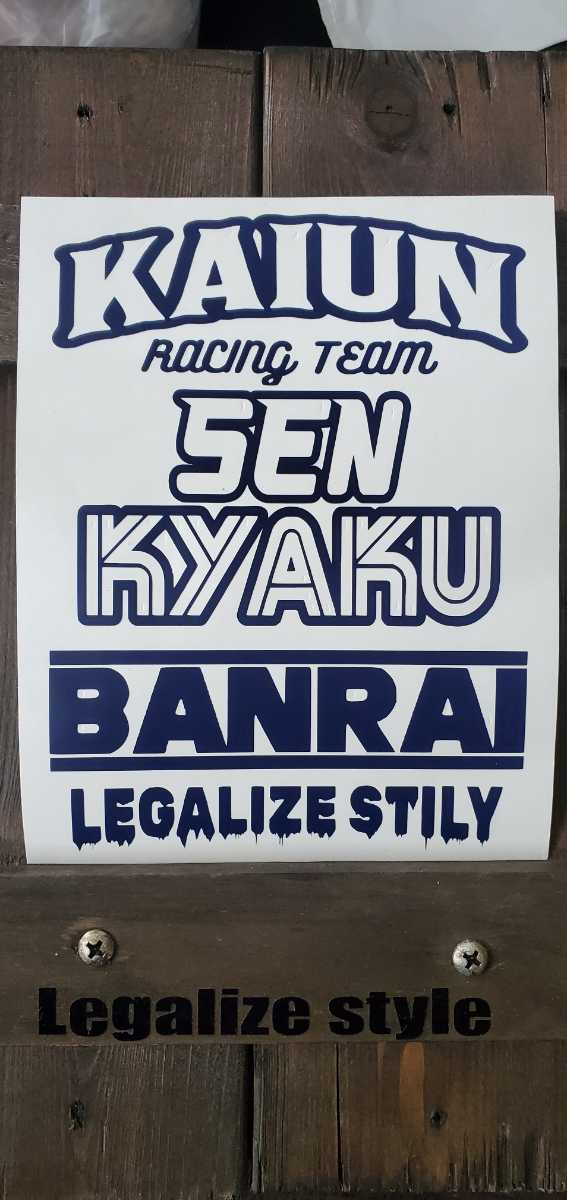 KAIUN
Racing Team
SEN
KYAKU
BANRAI
LEGALIZE STILY
Legalize style